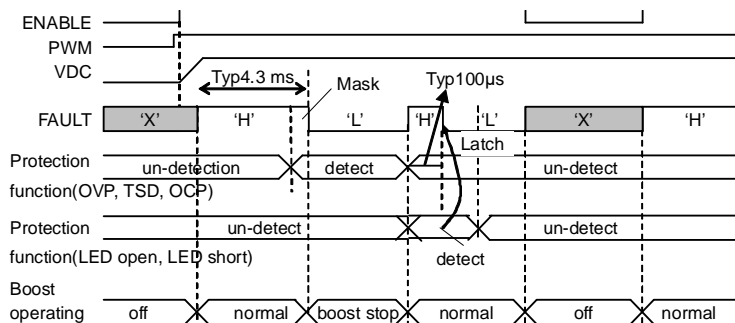 ENABLE
PWM
VDC
Typ4.3 ms
Mask
Typ100μs
FAULT
‘X’ ‘H’ ‘L’ ‘H’ ‘L’ ‘X’ ‘H’
Latch
Protection
function(OVP, TSD, OCP)
un-detection detect un-detect
Protection
function(LED open, LED short)
un-detect detect un-detect
Boost
operating
off normal boost stop normal off normal